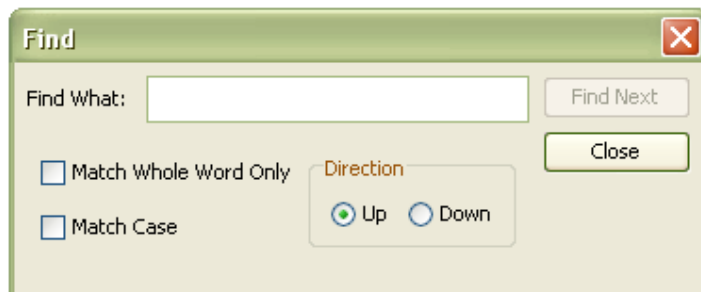 Find
Find What:
Find Next
Close
Match Whole Word Only
Direction
Up
Down
Match Case